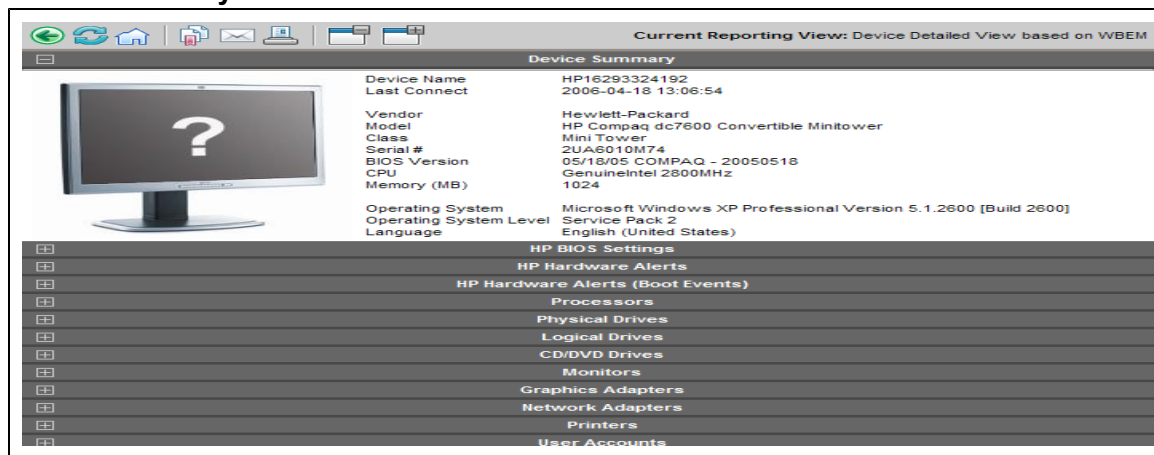 Current Reporting View: Device Detailed View based on WBEM
Device Summary
?
Device Name HP16293324192
Last Connect 2006-04-18 13:06:54
Vendor Hewlett-Packard
Model HP Compaq dc7600 Convertible Minitower
Class Mini Tower
Serial # 2UA6010M74
BIOS Version 05/18/05 COMPAQ - 20050518
CPU GenuineIntel 2800MHz
Memory (MB) 1024
Operating System Microsoft Windows XP Professional Version 5.1.2600 [Build 2600]
Operating System Level Service Pack 2
Language English (United States)
HP BIOS Settings
HP Hardware Alerts
HP Hardware Alerts (Boot Events)
Processors
Physical Drives
Logical Drives
CD/DVD Drives
Monitors
Graphics Adapters
Network Adapters
Printers
User Accounts